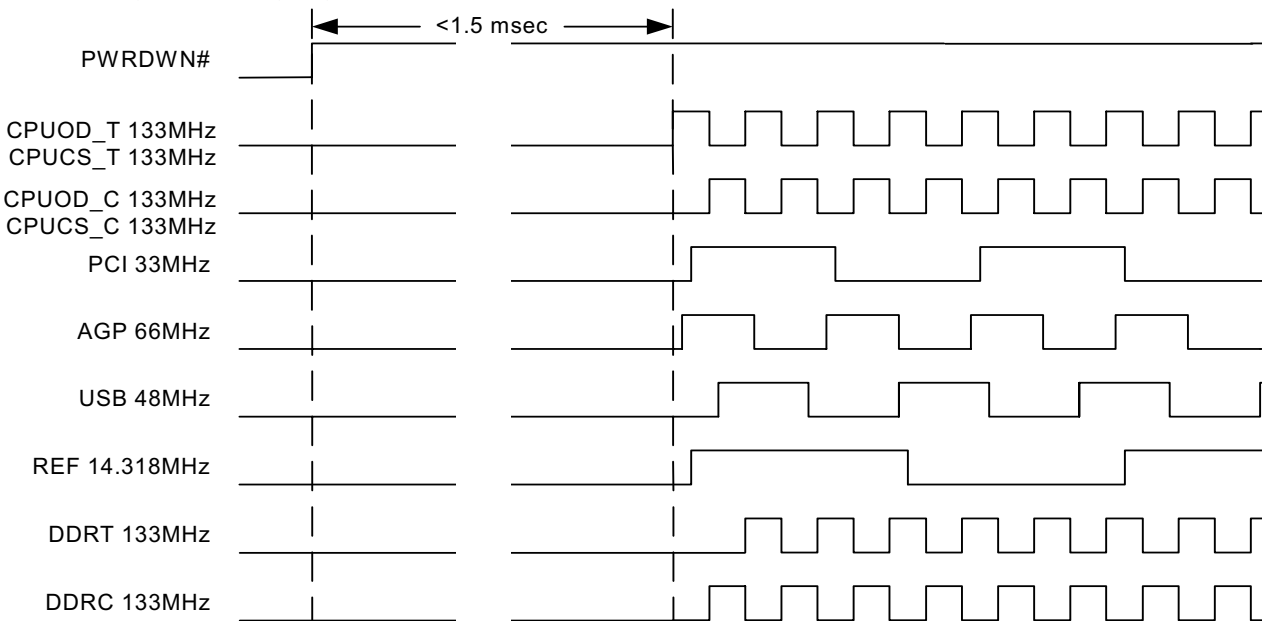 <1.5 msec
PWRDWN#
CPUOD_T 133MHz
CPUCS_T 133MHz
CPUOD_C 133MHz
CPUCS_C 133MHz
PCI 33MHz
AGP 66MHz
USB 48MHz
REF 14.318MHz
DDRT 133MHz
DDRC 133MHz